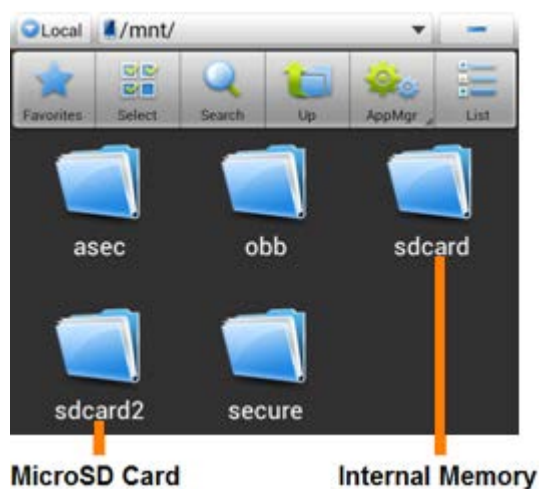 Local /mnt/
Favorites Select Search Up AppMgr List
asec obb sdcard
sdcard2 secure
MicroSD Card Internal Memory